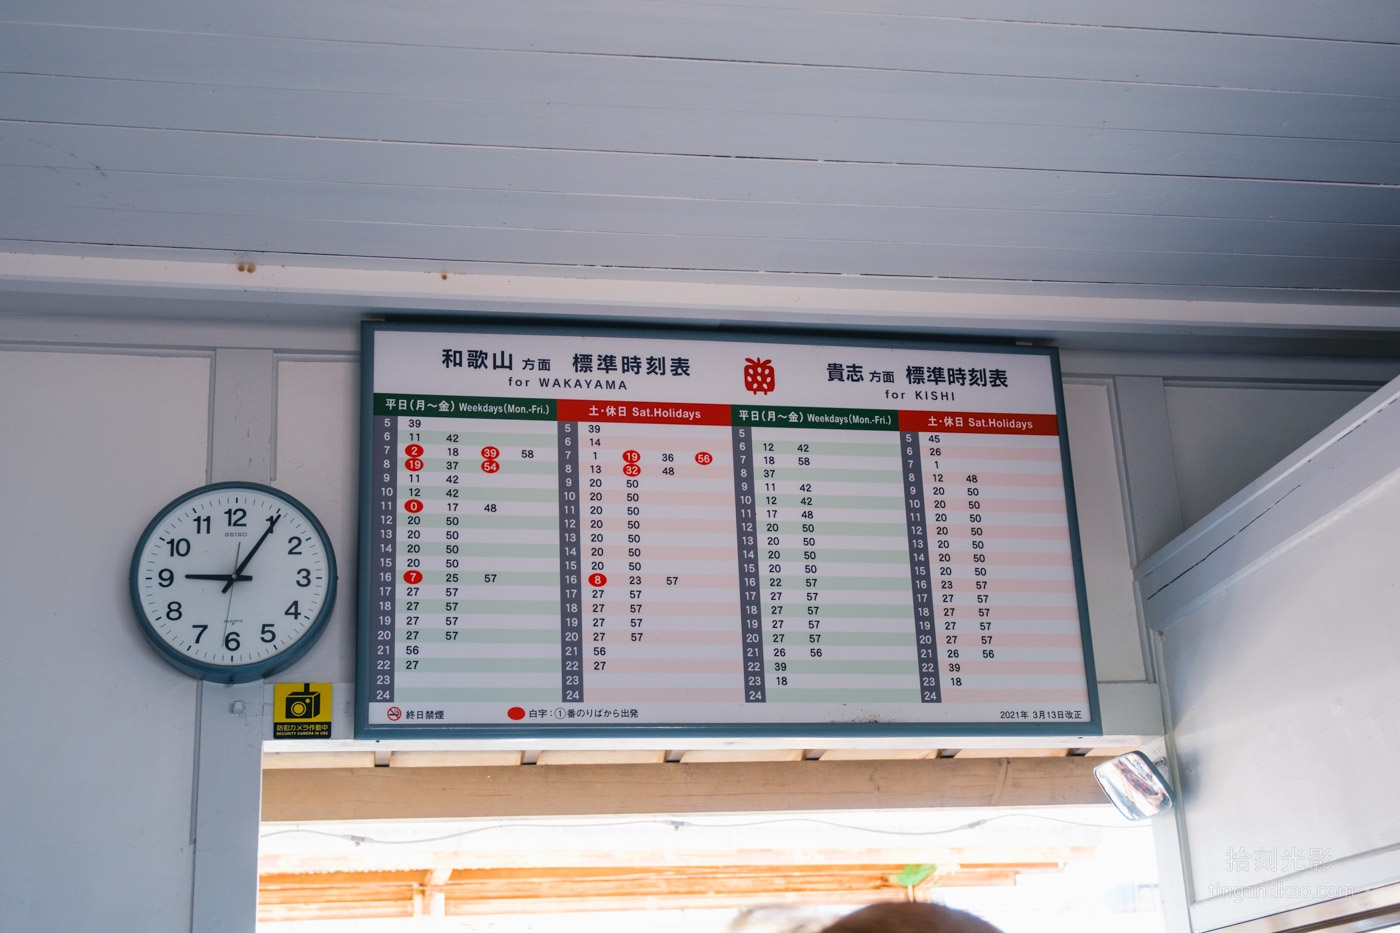 和歌山 方面 標準時刻表
for WAKAYAMA
貴志 方面 標準時刻表
for KISHI
平日(月～金) Weekdays(Mon.-Fri.)
5 39
6 11 42
7 2 18 39 58
8 19 37 54
9 11 42
10 12 42
11 0 17 48
12 20 50
13 20 50
14 20 50
15 20 50
16 7 25 57
17 27 57
18 27 57
19 27 57
20 27 57
21 56
22 27
23
24
土・休日 Sat.Holidays
5 39
6 14
7 1 19 36 56
8 13 32 48
9 20 50
10 20 50
11 20 50
12 20 50
13 20 50
14 20 50
15 20 50
16 8 23 57
17 27 57
18 27 57
19 27 57
20 27 57
21 56
22 27
23
24
平日(月～金) Weekdays(Mon.-Fri.)
5
6 12 42
7 18 58
8 37
9 11 42
10 12 42
11 17 48
12 20 50
13 20 50
14 20 50
15 20 50
16 22 57
17 27 57
18 27 57
19 27 57
20 27 57
21 26 56
22 39
23 18
24
土・休日 Sat.Holidays
5 45
6 26
7 1
8 12 48
9 20 50
10 20 50
11 20 50
12 20 50
13 20 50
14 20 50
15 20 50
16 23 57
17 27 57
18 27 57
19 27 57
20 27 57
21 26 56
22 39
23 18
24
終日禁煙
白字：①番のりばから出発
2021年 3月13日改正
12
1
2
3
4
5
6
7
8
9
10
11
SEIKO
QUARTZ
防犯カメラ作動中
SECURITY CAMERA IN USE
拾刻光影
tingandkao.com